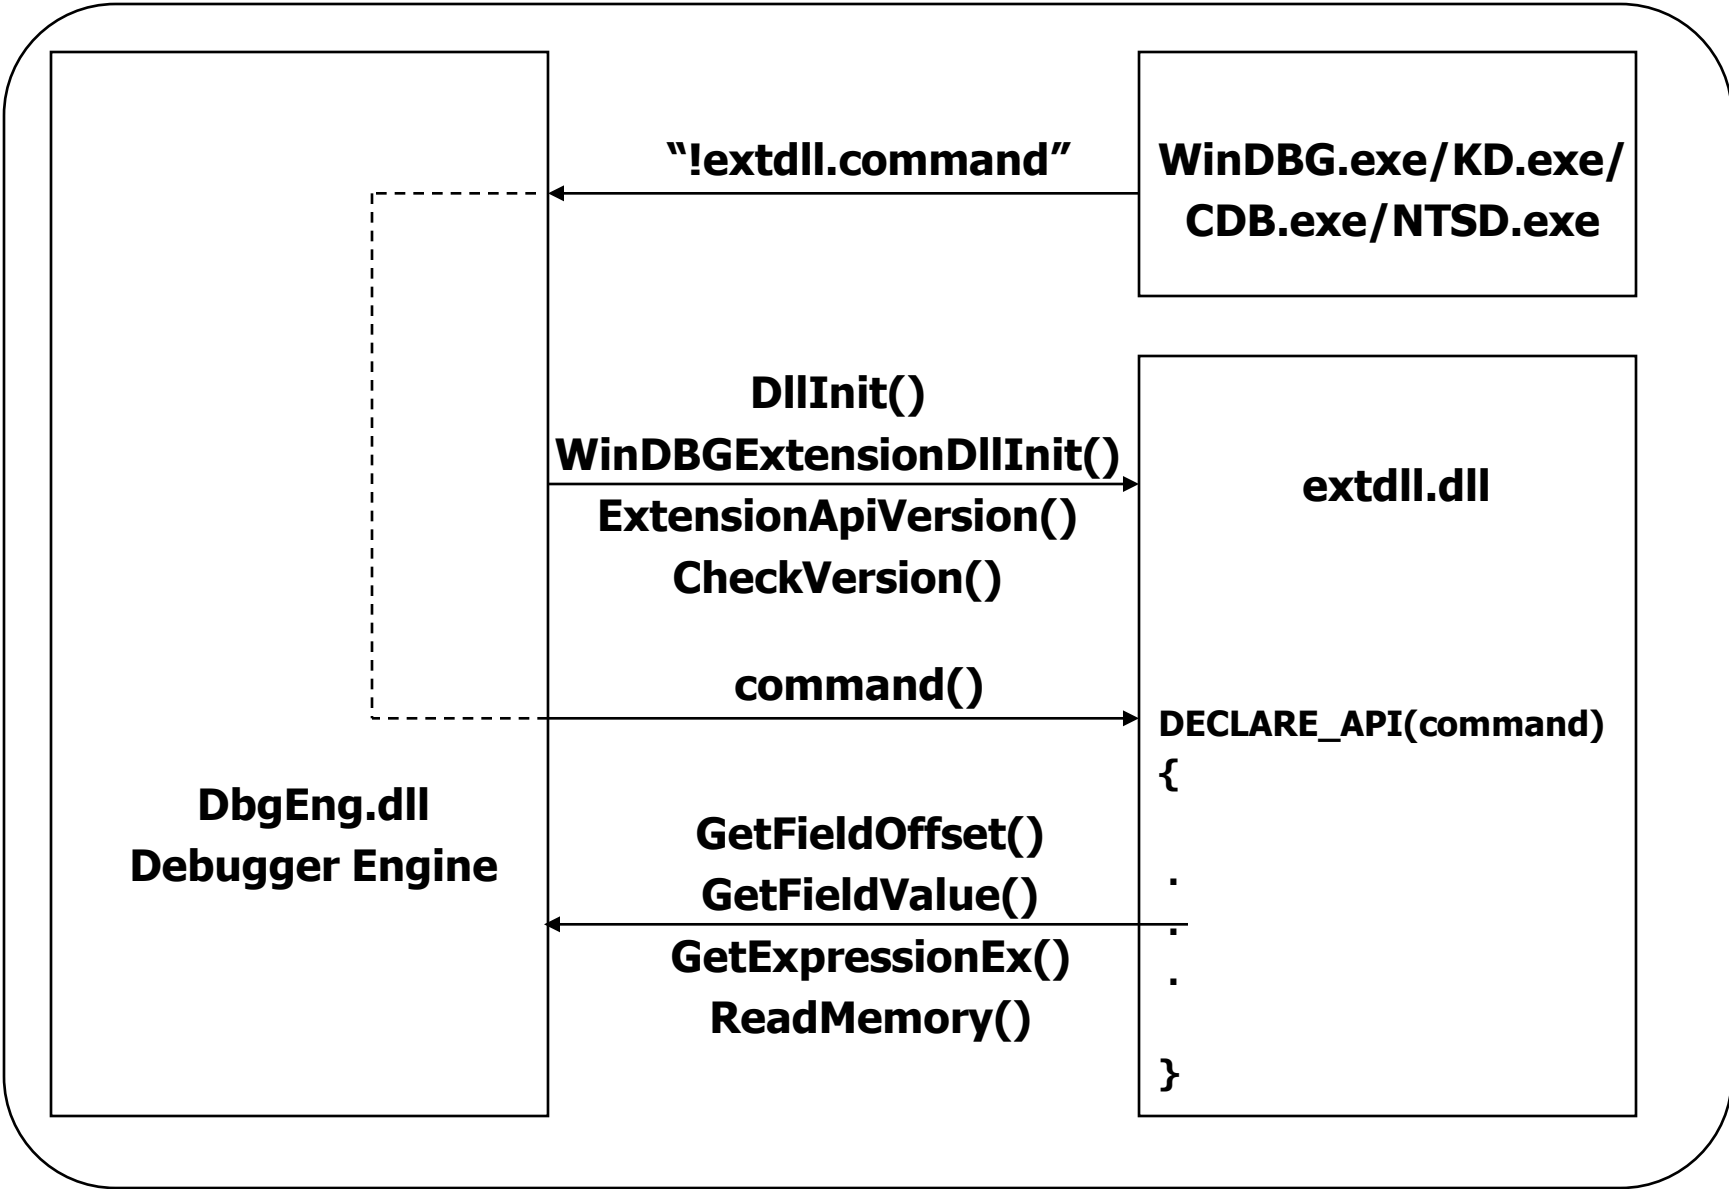 “!extdll.command”
WinDBG.exe/KD.exe/
CDB.exe/NTSD.exe
DllInit()
WinDBGExtensionDllInit()
ExtensionApiVersion()
CheckVersion()
extdll.dll
command()
DECLARE_API(command)
{
.
.
.
}
DbgEng.dll
Debugger Engine
GetFieldOffset()
GetFieldValue()
GetExpressionEx()
ReadMemory()